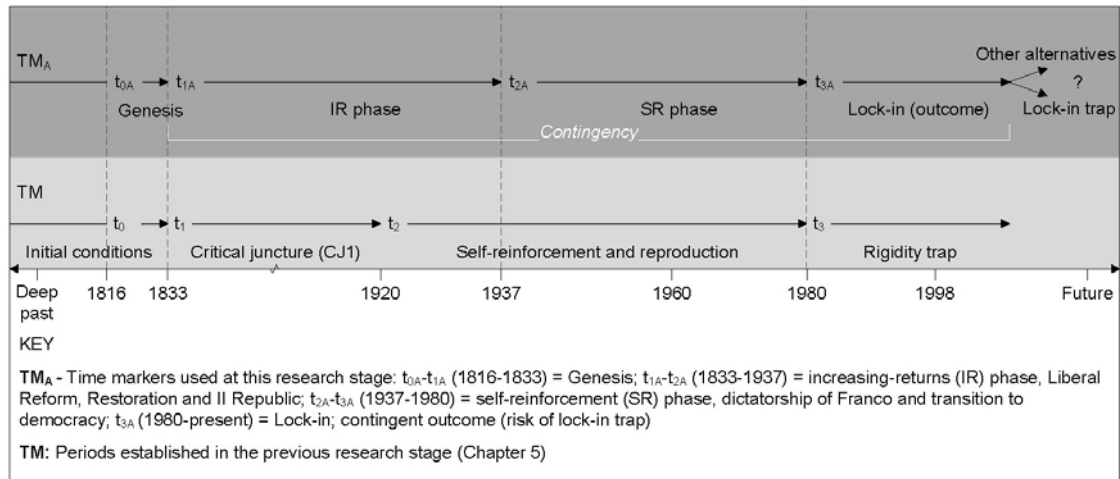 TMA
Other alternatives
t0A t1A t2A t3A ?
Genesis IR phase SR phase Lock-in (outcome) Lock-in trap
Contingency
TM
t0 t1 t2 t3
Initial conditions Critical juncture (CJ1) Self-reinforcement and reproduction Rigidity trap
Deep past 1816 1833 1920 1937 1960 1980 1998 Future
KEY
TMA - Time markers used at this research stage: t0A-t1A (1816-1833) = Genesis; t1A-t2A (1833-1937) = increasing-returns (IR) phase, Liberal
Reform, Restoration and II Republic; t2A-t3A (1937-1980) = self-reinforcement (SR) phase, dictatorship of Franco and transition to
democracy; t3A (1980-present) = Lock-in; contingent outcome (risk of lock-in trap)
TM: Periods established in the previous research stage (Chapter 5)